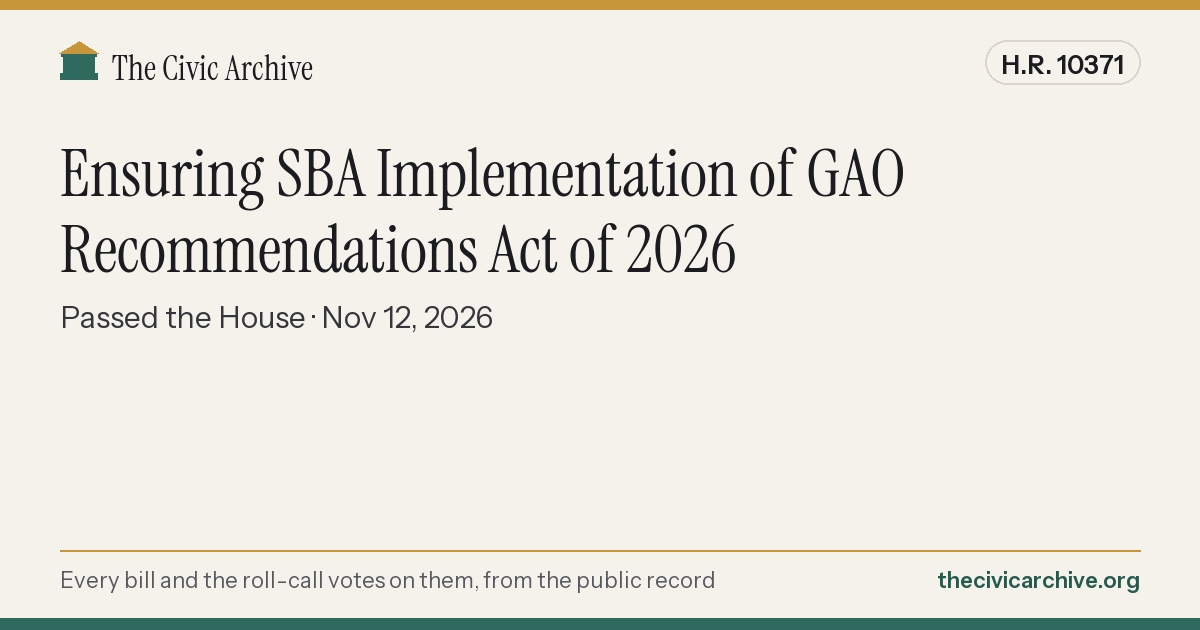 The Civic Archive
H.R. 10371
Ensuring SBA Implementation of GAO
Recommendations Act of 2026
Passed the House · Nov 12, 2026
Every bill and the roll-call votes on them, from the public record
thecivicarchive.org